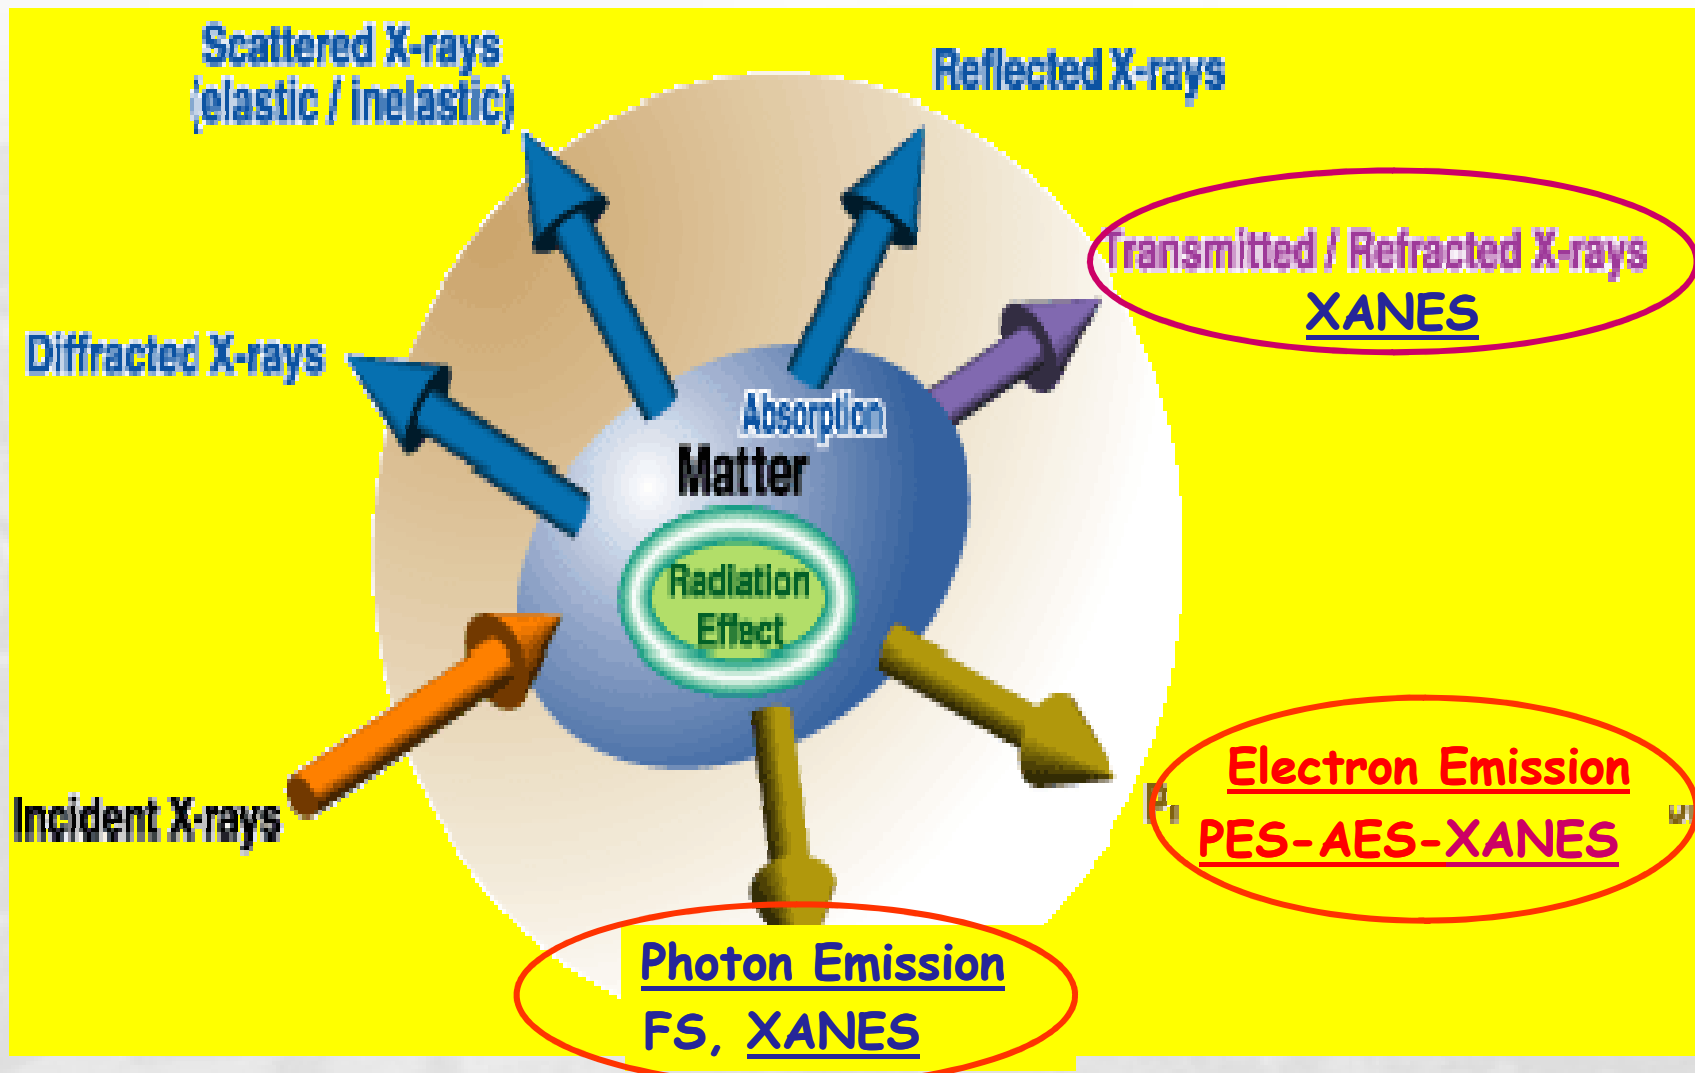 Scattered X-rays
(elastic / inelastic)
Reflected X-rays
Transmitted / Refracted X-rays
XANES
Diffracted X-rays
Absorption
Matter
Radiation
Effect
Incident X-rays
Electron Emission
PES-AES-XANES
Photon Emission
FS, XANES